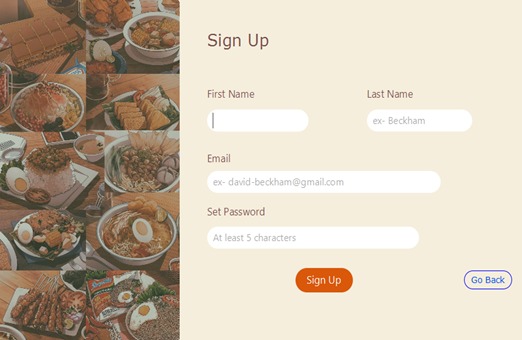 Sign Up
First Name
Last Name
ex- Beckham
Email
ex- david-beckham@gmail.com
Set Password
At least 5 characters
Sign Up
Go Back